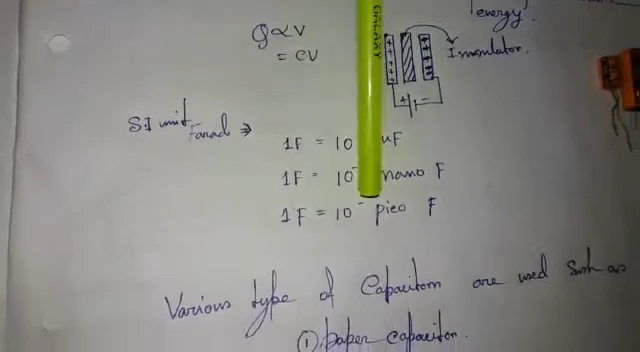 energy.
Q∝V
= CV
Insulator.
SI unit Farad ⇒
1F = 10 uF
1F = 10⁻ nano F
1F = 10⁻ pico F
Various type of Capacitors are used such as
① paper capacitor.